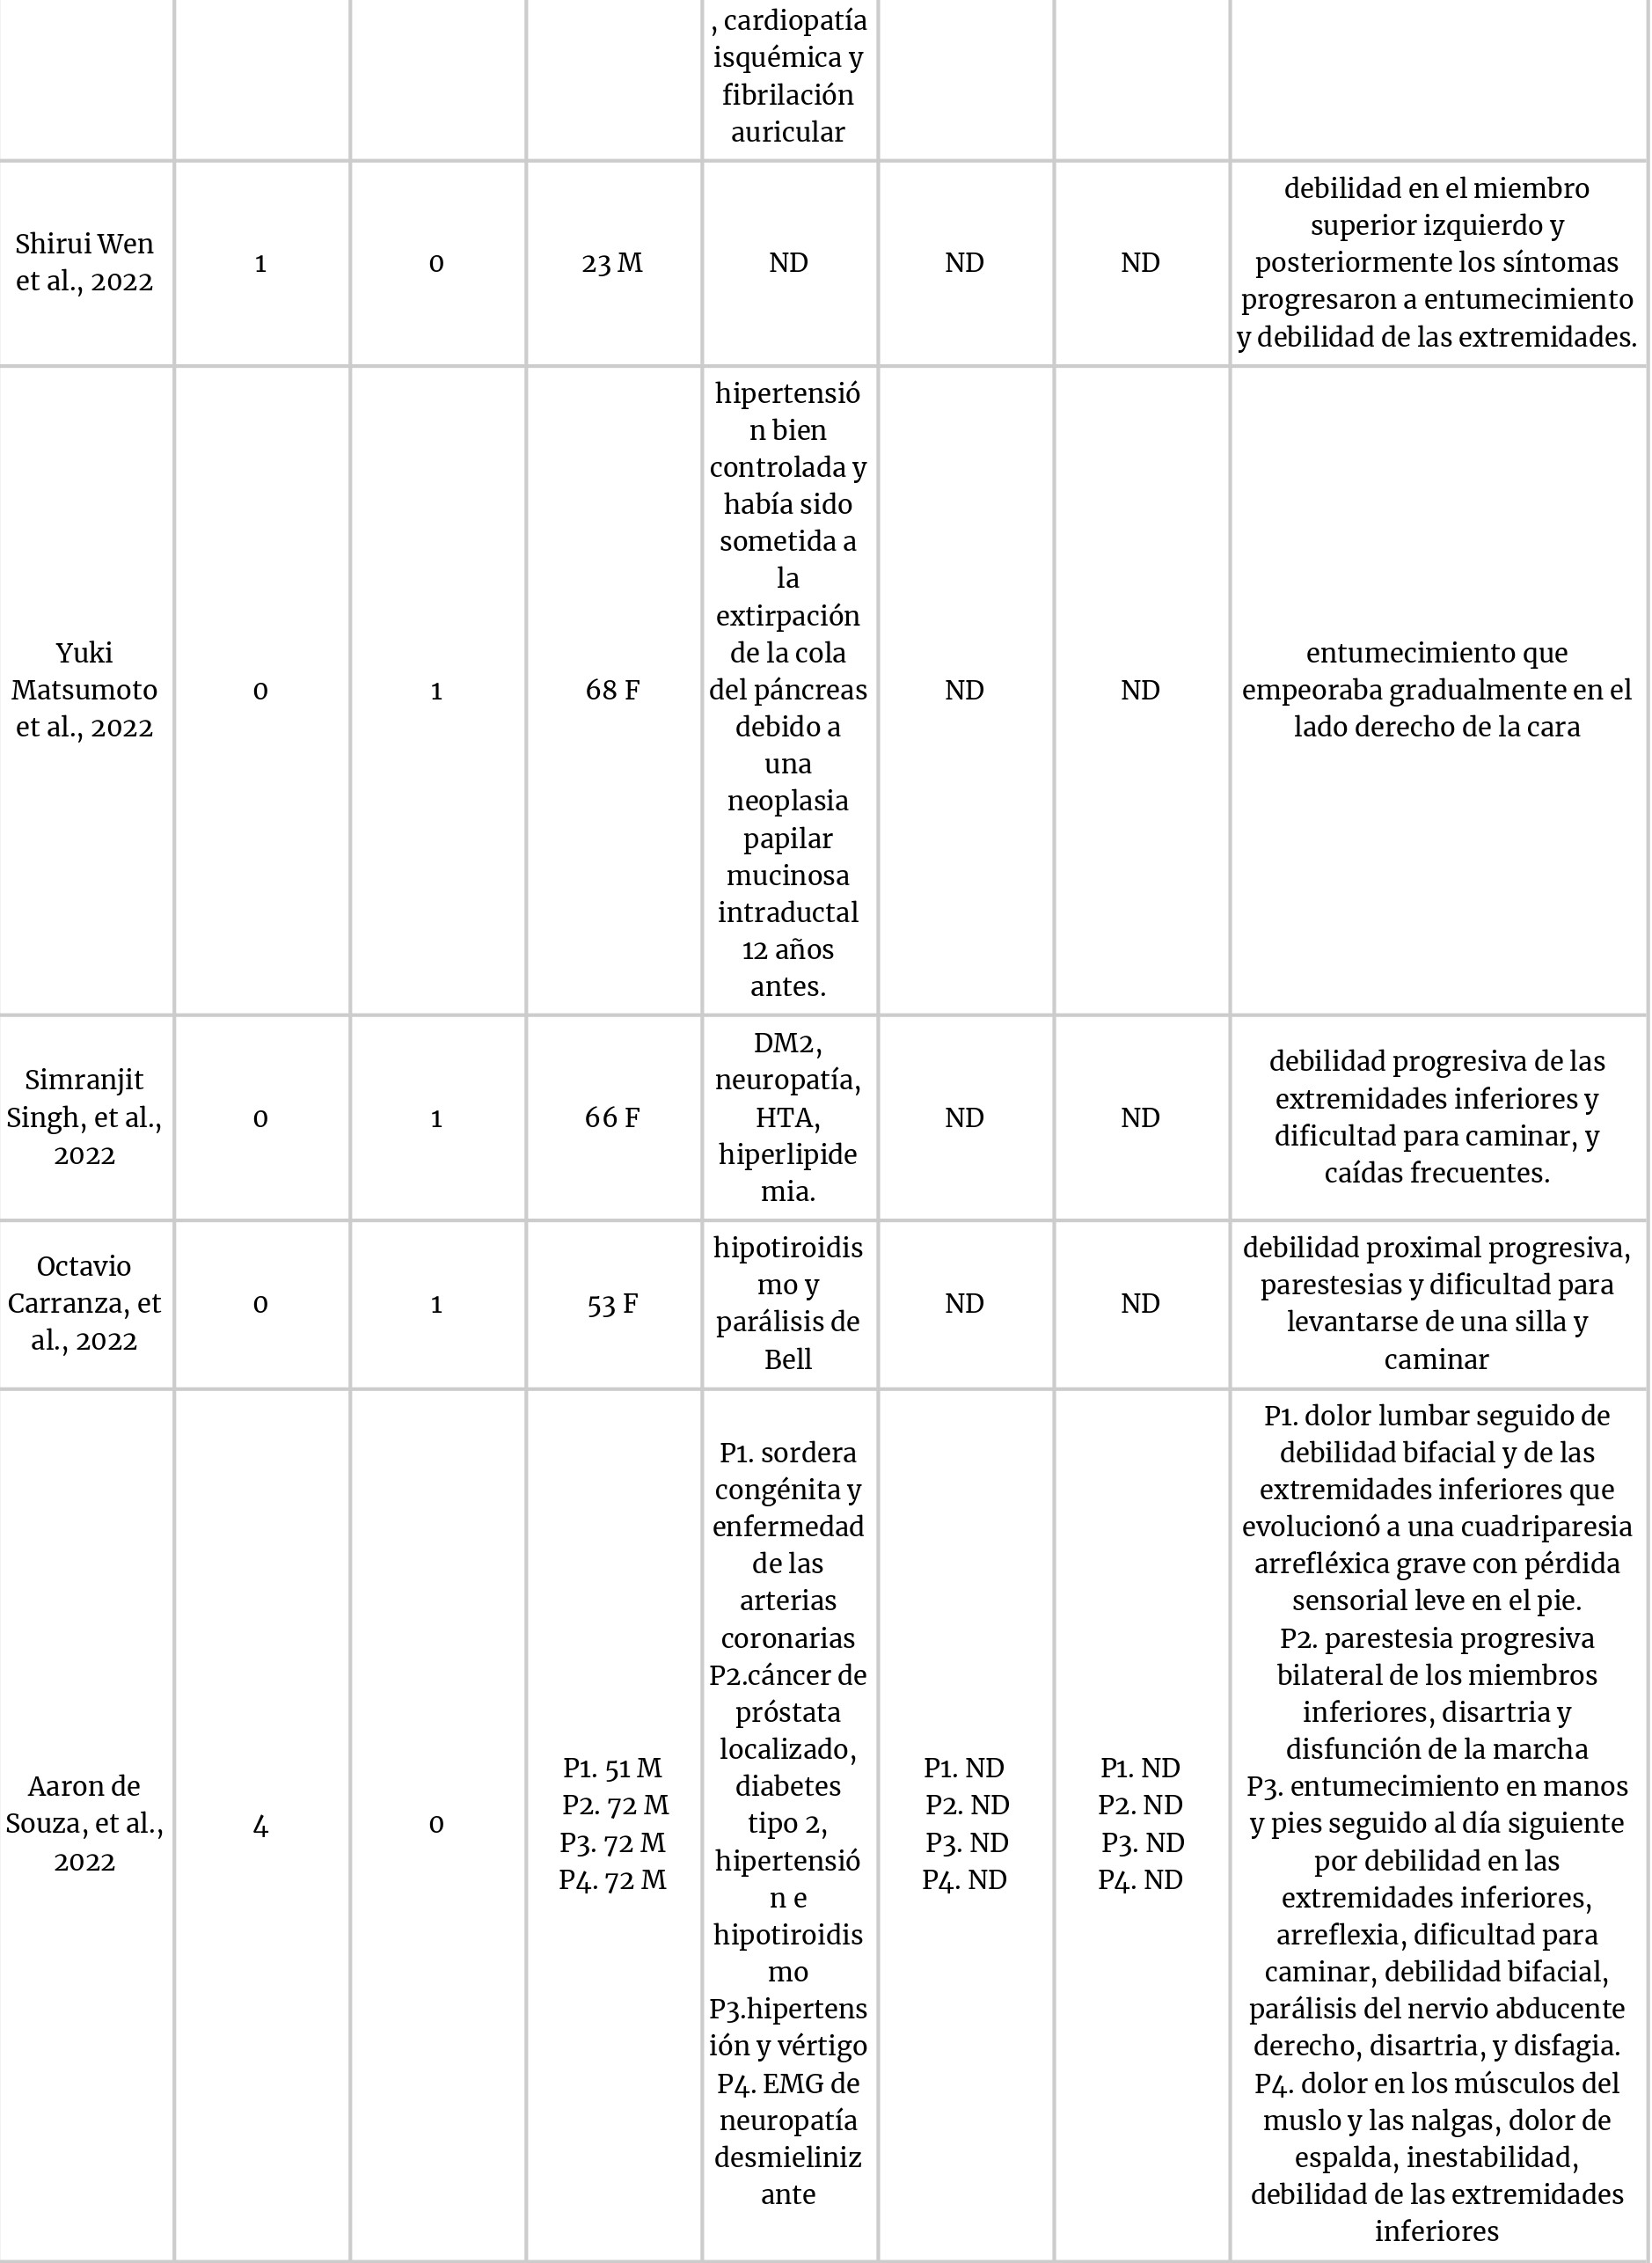 , cardiopatía
isquémica y
fibrilación
auricular
Shirui Wen
et al., 2022
1
0
23 M
ND
ND
ND
debilidad en el miembro
superior izquierdo y
posteriormente los síntomas
progresaron a entumecimiento
y debilidad de las extremidades.
Yuki
Matsumoto
et al., 2022
0
1
68 F
hipertensió
n bien
controlada y
había sido
sometida a
la
extirpación
de la cola
del páncreas
debido a
una
neoplasia
papilar
mucinosa
intraductal
12 años
antes.
ND
ND
entumecimiento que
empeoraba gradualmente en el
lado derecho de la cara
Simranjit
Singh, et al.,
2022
0
1
66 F
DM2,
neuropatía,
HTA,
hiperlipide
mia.
ND
ND
debilidad progresiva de las
extremidades inferiores y
dificultad para caminar, y
caídas frecuentes.
Octavio
Carranza, et
al., 2022
0
1
53 F
hipotiroidis
mo y
parálisis de
Bell
ND
ND
debilidad proximal progresiva,
parestesias y dificultad para
levantarse de una silla y
caminar
Aaron de
Souza, et al.,
2022
4
0
P1. 51 M
P2. 72 M
P3. 72 M
P4. 72 M
P1. sordera
congénita y
enfermedad
de las
arterias
coronarias
P2.cáncer de
próstata
localizado,
diabetes
tipo 2,
hipertensió
n e
hipotiroidis
mo
P3.hipertens
ión y vértigo
P4. EMG de
neuropatía
desmieliniz
ante
P1. ND
P2. ND
P3. ND
P4. ND
P1. ND
P2. ND
P3. ND
P4. ND
P1. dolor lumbar seguido de
debilidad bifacial y de las
extremidades inferiores que
evolucionó a una cuadriparesia
arrefléxica grave con pérdida
sensorial leve en el pie.
P2. parestesia progresiva
bilateral de los miembros
inferiores, disartria y
disfunción de la marcha
P3. entumecimiento en manos
y pies seguido al día siguiente
por debilidad en las
extremidades inferiores,
arreflexia, dificultad para
caminar, debilidad bifacial,
parálisis del nervio abducente
derecho, disartria, y disfagia.
P4. dolor en los músculos del
muslo y las nalgas, dolor de
espalda, inestabilidad,
debilidad de las extremidades
inferiores